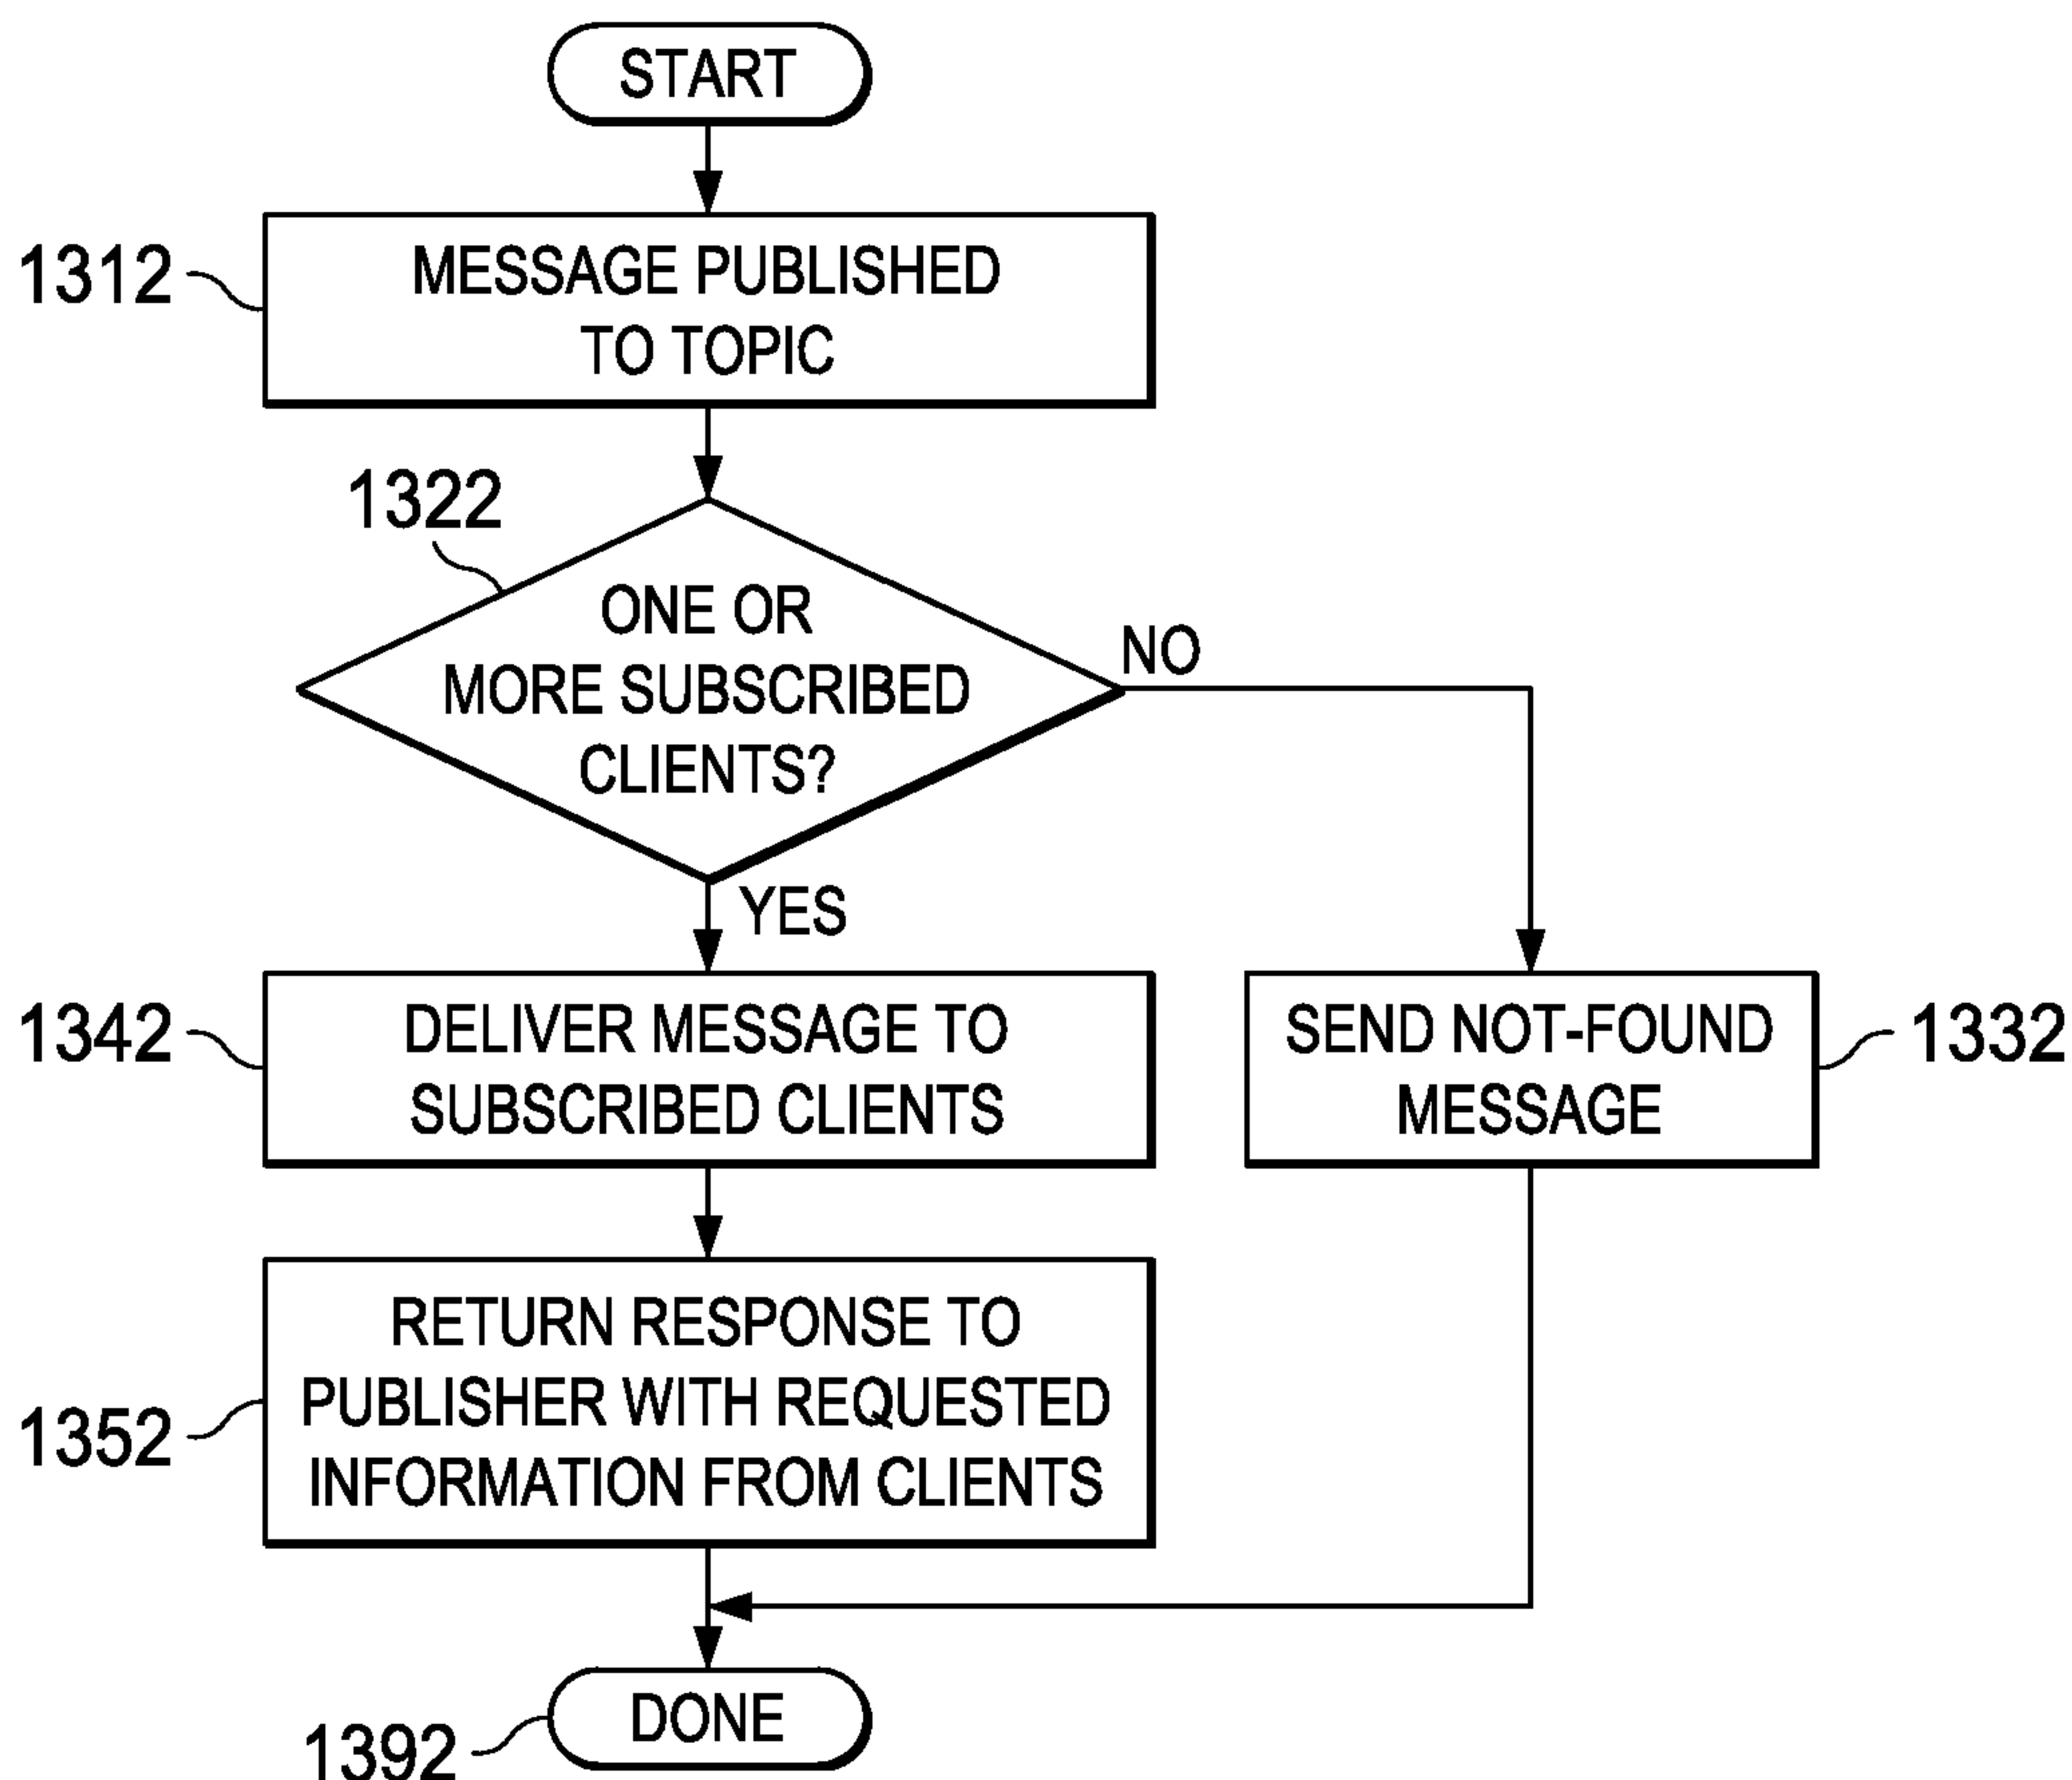 START
1312
MESSAGE PUBLISHED
TO TOPIC
1322
ONE OR
MORE SUBSCRIBED
CLIENTS?
NO
YES
1342
DELIVER MESSAGE TO
SUBSCRIBED CLIENTS
SEND NOT-FOUND
MESSAGE
1332
1352
RETURN RESPONSE TO
PUBLISHER WITH REQUESTED
INFORMATION FROM CLIENTS
DONE
1392